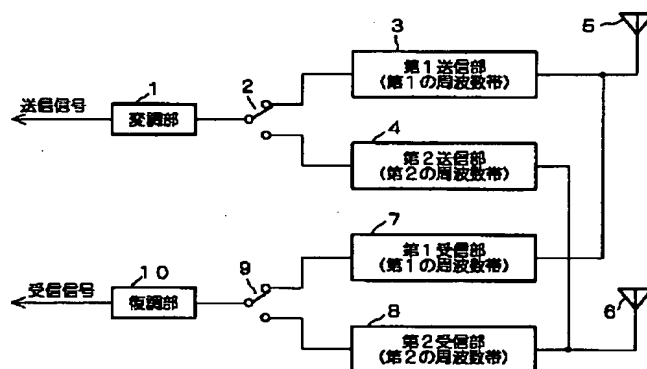 3
5
第1送信部
(第1の周波数帯)
送信信号
1
変調部
2
4
第2送信部
(第2の周波数帯)
7
第1受信部
(第1の周波数帯)
受信信号
10
復調部
9
8
第2受信部
(第2の周波数帯)
6